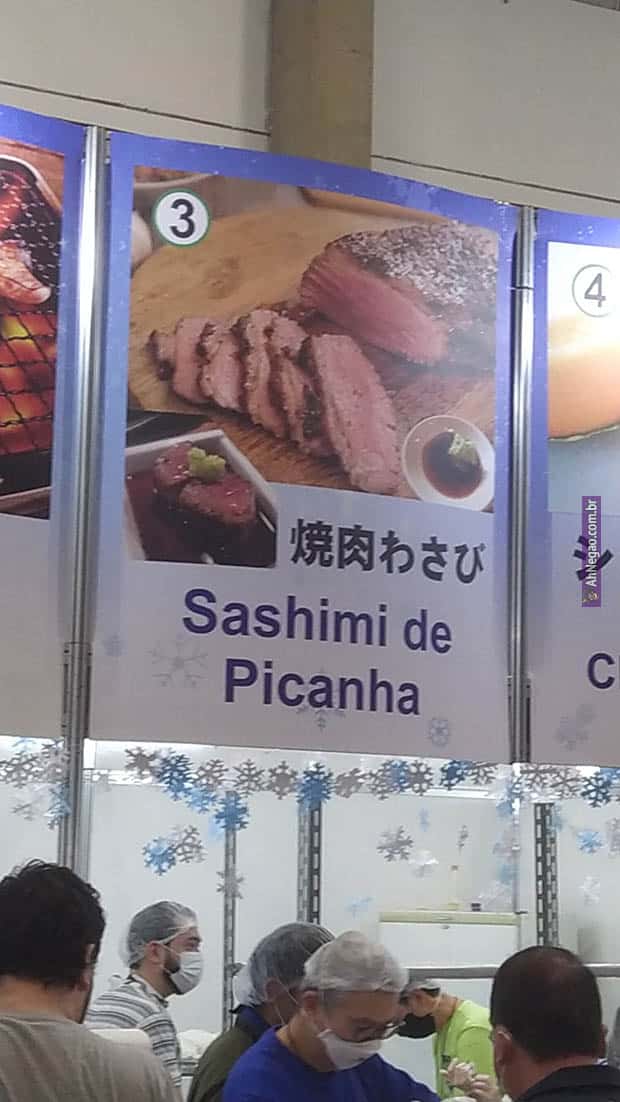 3
焼肉わさび
Sashimi de
Picanha
4
AhNegao.com.br